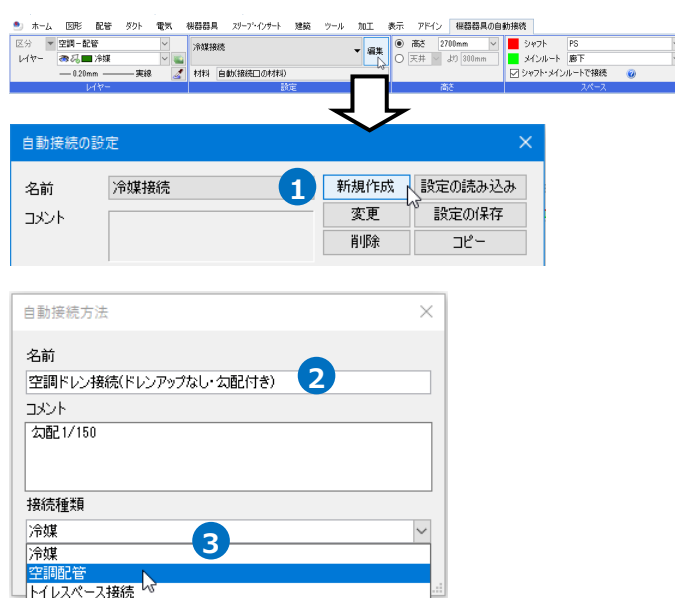 ホーム 図形 配管 ダクト 電気 機器器具 スリーブ・インサート 建築 ツール 加工 表示 アドイン 機器器具の自動接続
区分 空調－配管 冷媒接続 編集 高さ 2700mm シャフト PS
レイヤー 冷媒 天井 より 300mm メインルート 廊下
0.20mm 実線 材料 自動(接続口の材料) シャフト・メインルートで接続
レイヤー 設定 高さ スペース
自動接続の設定
名前 冷媒接続 1 新規作成 設定の読み込み
コメント 変更 設定の保存
削除 コピー
自動接続方法
名前
空調ドレン接続(ドレンアップなし・勾配付き) 2
コメント
勾配1/150
接続種類
冷媒
冷媒 3
空調配管
トイレスペース接続